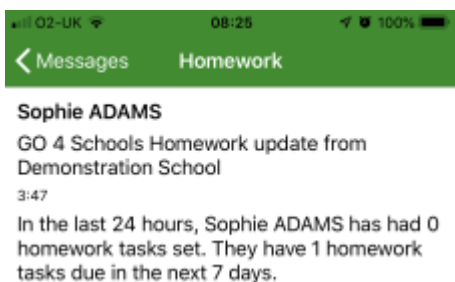 O2-UK 08:25 100%
Messages Homework
Sophie ADAMS
GO 4 Schools Homework update from
Demonstration School
3:47
In the last 24 hours, Sophie ADAMS has had 0
homework tasks set. They have 1 homework
tasks due in the next 7 days.